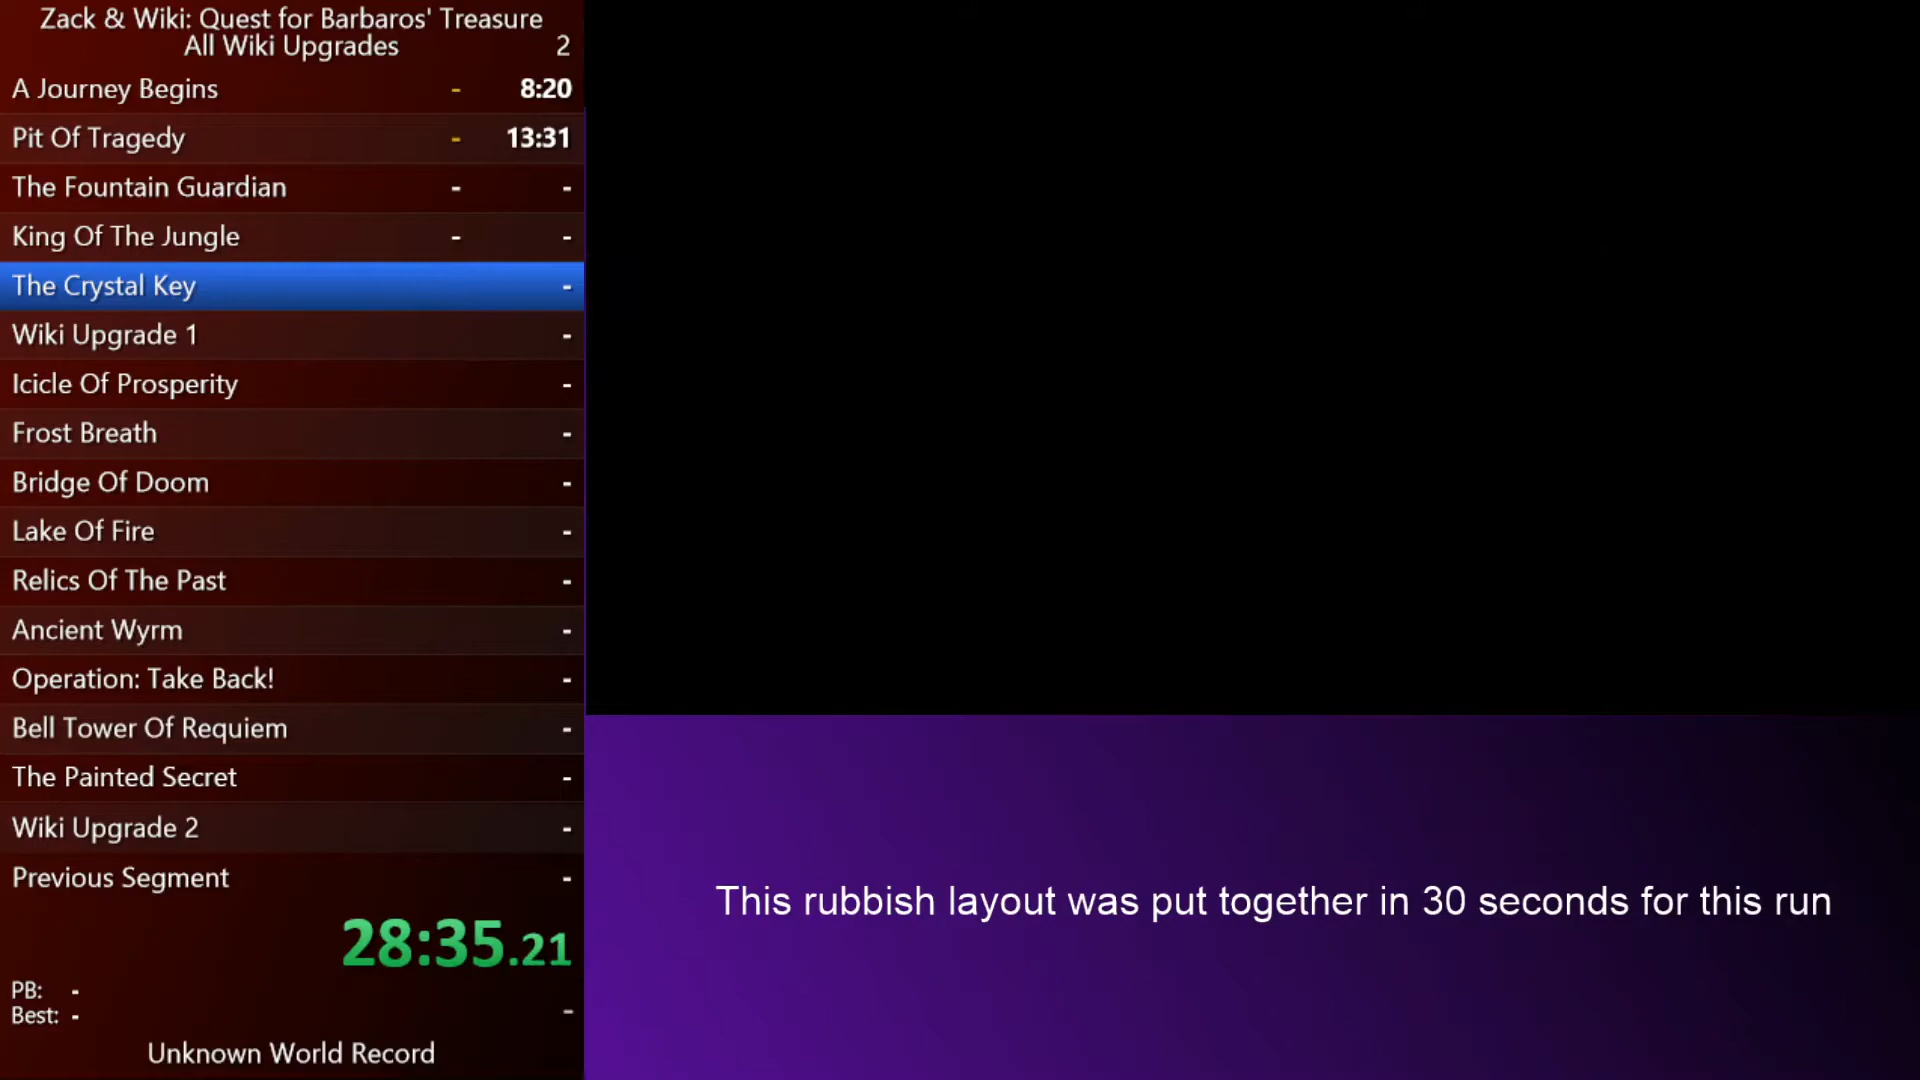 Zack & Wiki: Quest for Barbaros' Treasure
All Wiki Upgrades 2
A Journey Begins - 8:20
Pit Of Tragedy - 13:31
The Fountain Guardian - -
King Of The Jungle - -
The Crystal Key -
Wiki Upgrade 1 -
Icicle Of Prosperity -
Frost Breath -
Bridge Of Doom -
Lake Of Fire -
Relics Of The Past -
Ancient Wyrm -
Operation: Take Back! -
Bell Tower Of Requiem -
The Painted Secret -
Wiki Upgrade 2 -
Previous Segment -
28:35.21
PB: -
Best: - -
Unknown World Record
This rubbish layout was put together in 30 seconds for this run